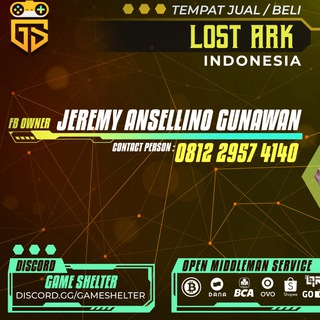 GS
TEMPAT JUAL / BELI
LOST ARK
INDONESIA
FB OWNER JEREMY ANSELLINO GUNAWAN
CONTACT PERSON : 0812 2957 4140
DISCORD
GAME SHELTER
DISCORD.GG/GAMESHELTER
OPEN MIDDLEMAN SERVICE
DANA
BCA
OVO
Shopee